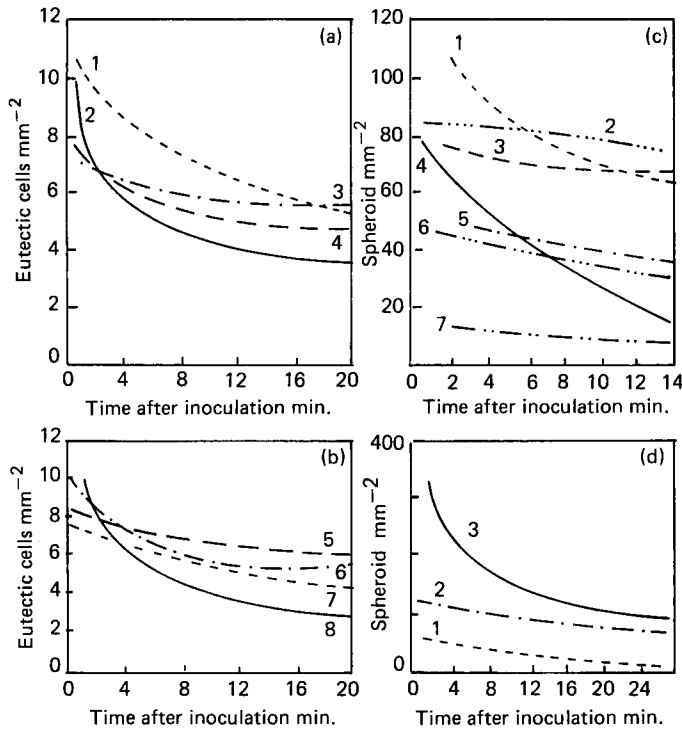 (a)
Eutectic cells mm−2
12
10
8
6
4
2
0
1
2
3
4
0 4 8 12 16 20
Time after inoculation min.
(c)
Spheroid mm−2
120
100
80
60
40
20
1
2
3
4
5
6
7
0 2 4 6 8 10 12 14
Time after inoculation min.
(b)
Eutectic cells mm−2
12
10
8
6
4
2
0
5
6
7
8
0 4 8 12 16 20
Time after inoculation min.
(d)
Spheroid mm−2
400
0
3
2
1
0 4 8 12 16 20 24
Time after inoculation min.